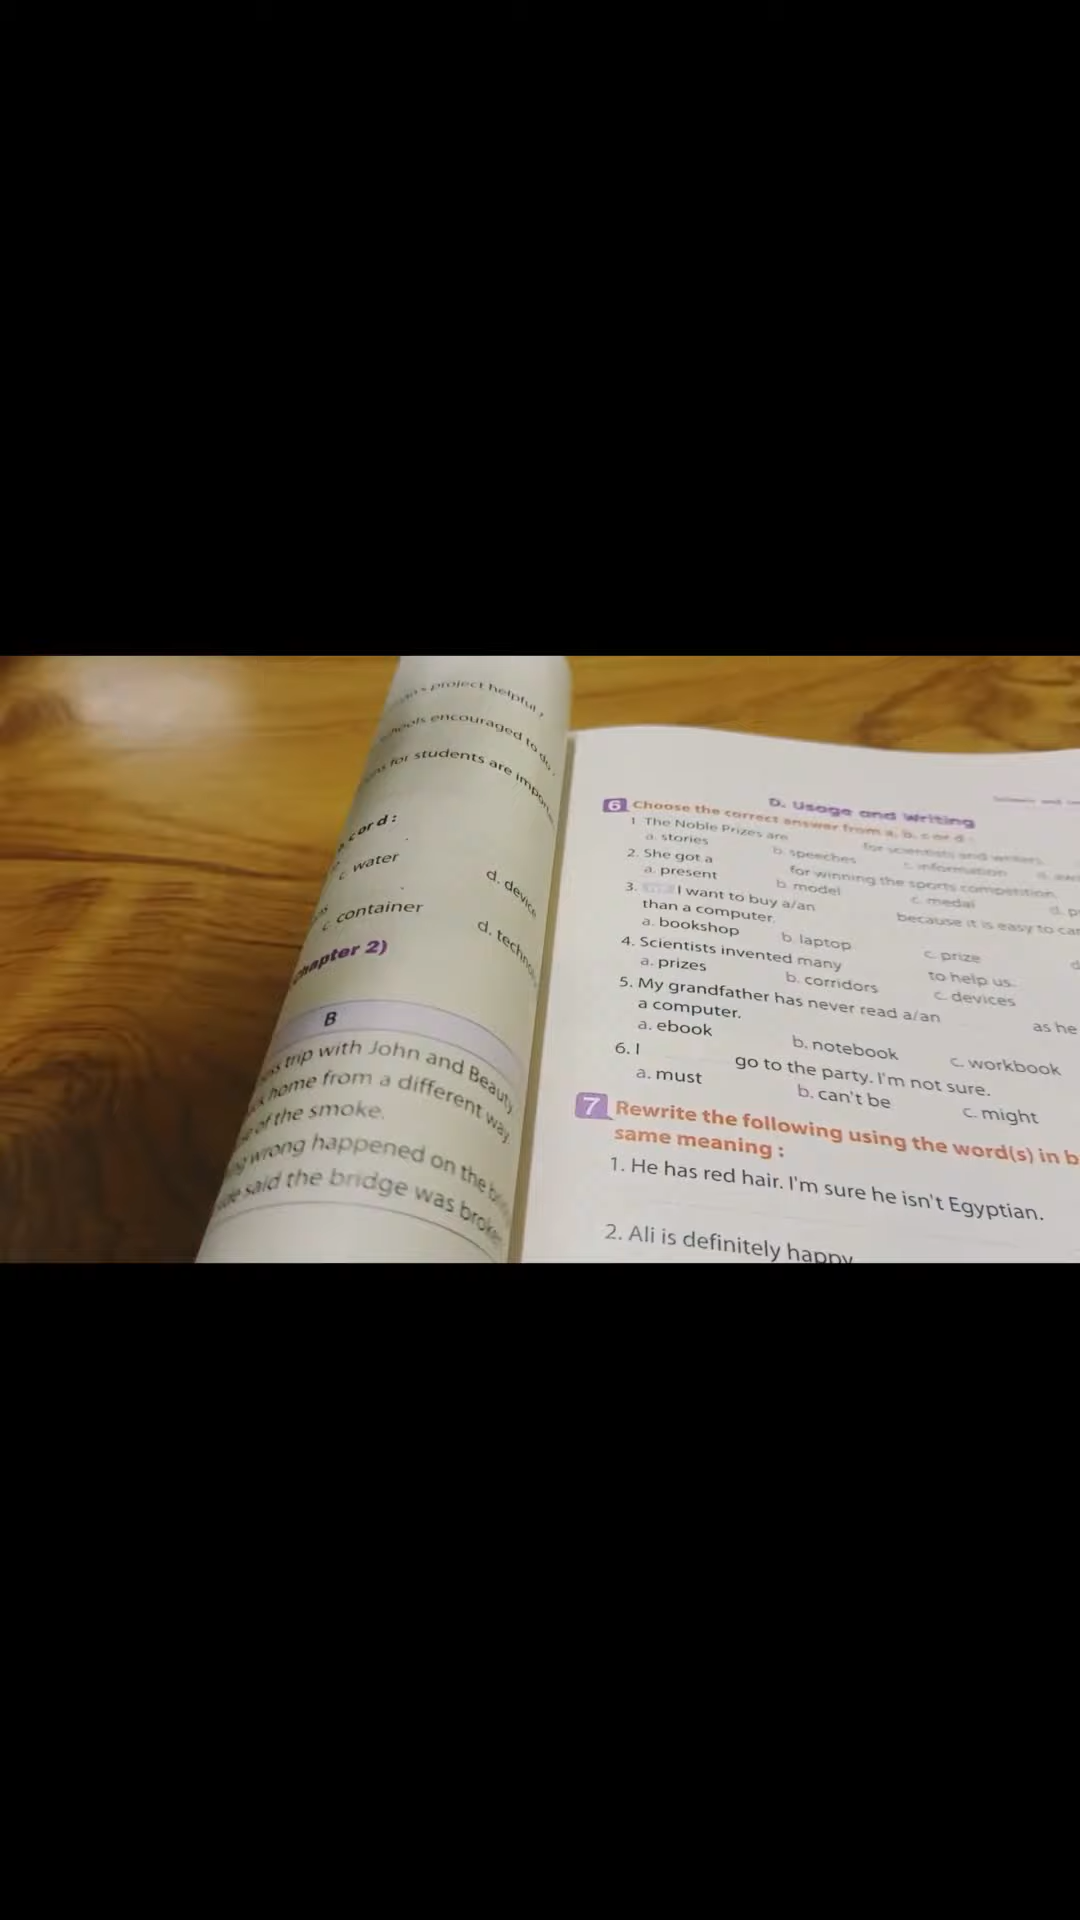 project helpful,
encouraged to do,
for students are
c or d:
c. water
d. device
c. container
d.
Chapter 2)
B
trip with John and Beauty.
home from a different way.
of the smoke.
wrong happened on the
said the bridge was
D. Usage and Writing
6 Choose the correct answer from a, b, c or d:
1 The Noble Prizes are for scientists and writers.
a. stories b. speeches c. information
2. She got a for winning the sports competition.
a. present b. model c. medal d. p
3. I want to buy a/an because it is easy to
than a computer.
a. bookshop b. laptop c. prize d
4. Scientists invented many to help us.
a. prizes b. corridors c. devices
5. My grandfather has never read a/an as he
a computer.
a. ebook b. notebook c. workbook
6. I go to the party. I'm not sure.
a. must b. can't be c. might
7 Rewrite the following using the word(s) in b
same meaning :
1. He has red hair. I'm sure he isn't Egyptian.
2. Ali is definitely happy